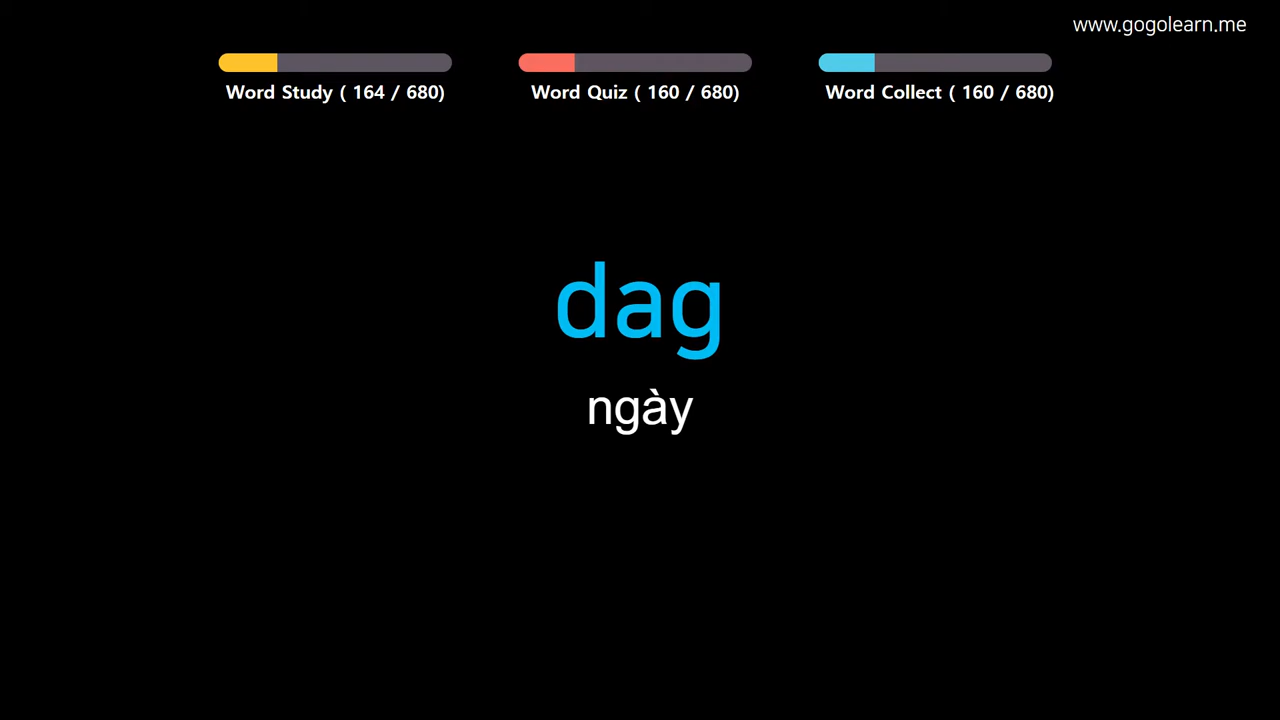 www.gogolearn.me
Word Study ( 164 / 680)
Word Quiz ( 160 / 680)
Word Collect ( 160 / 680)
dag
ngày